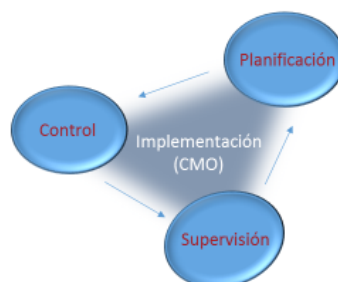 Planificación
Control
Implementación
(CMO)
Supervisión